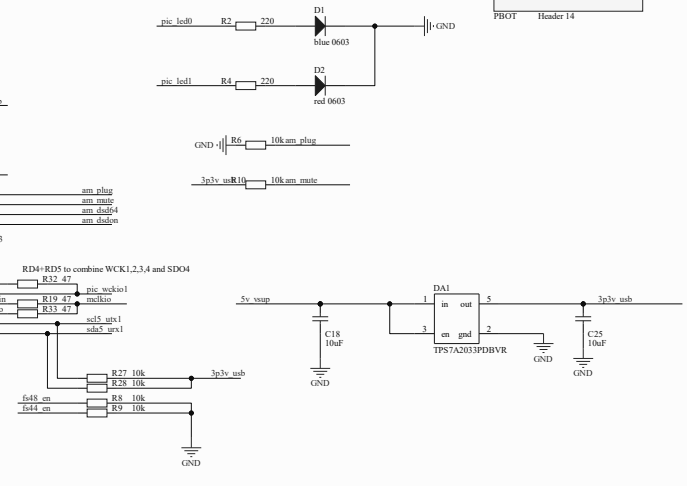 PBOT Header 14
D1
pic_led0 R2 220
GND
blue 0603
D2
pic_led1 R4 220
red 0603
GND R6 10k am_plug
3p3v_usb R10 10k am_mute
am_plug
am_mute
am_dsd64
am_dsdon
3
RD4+RD5 to combine WCK1,2,3,4 and SDO4
R32 47
pic_wckio1
in R19 47 mclkio
o R33 47
scl5_utx1
sda5_urx1
R27 10k 3p3v_usb
R28 10k
fs48_en R8 10k
fs44_en R9 10k
GND
DA1
5v_vsup 1 in out 5 3p3v_usb
C18
10uF
3 en gnd 2
C25
10uF
TPS7A2033PDBVR
GND
GND
GND